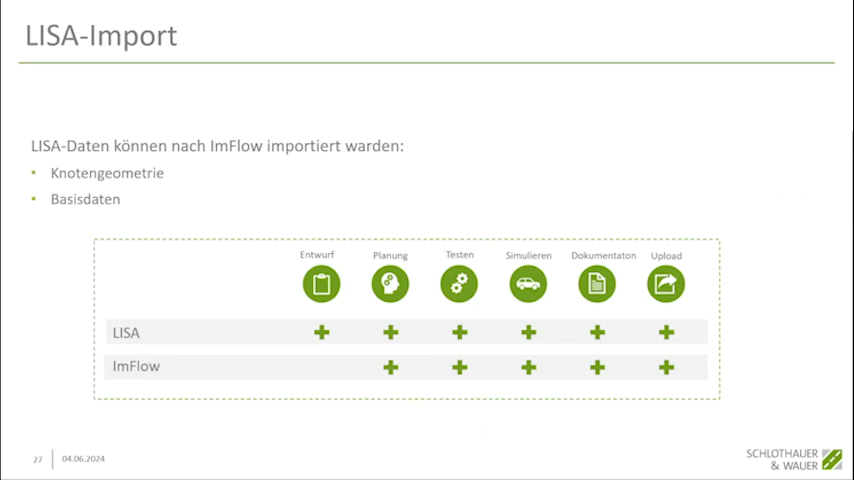 LISA-Import
LISA-Daten können nach ImFlow importiert warden:
• Knotengeometrie
• Basisdaten
Entwurf Planung Testen Simulieren Dokumentaton Upload
LISA
ImFlow
27 04.06.2024
SCHLOTHAUER
& WAUER